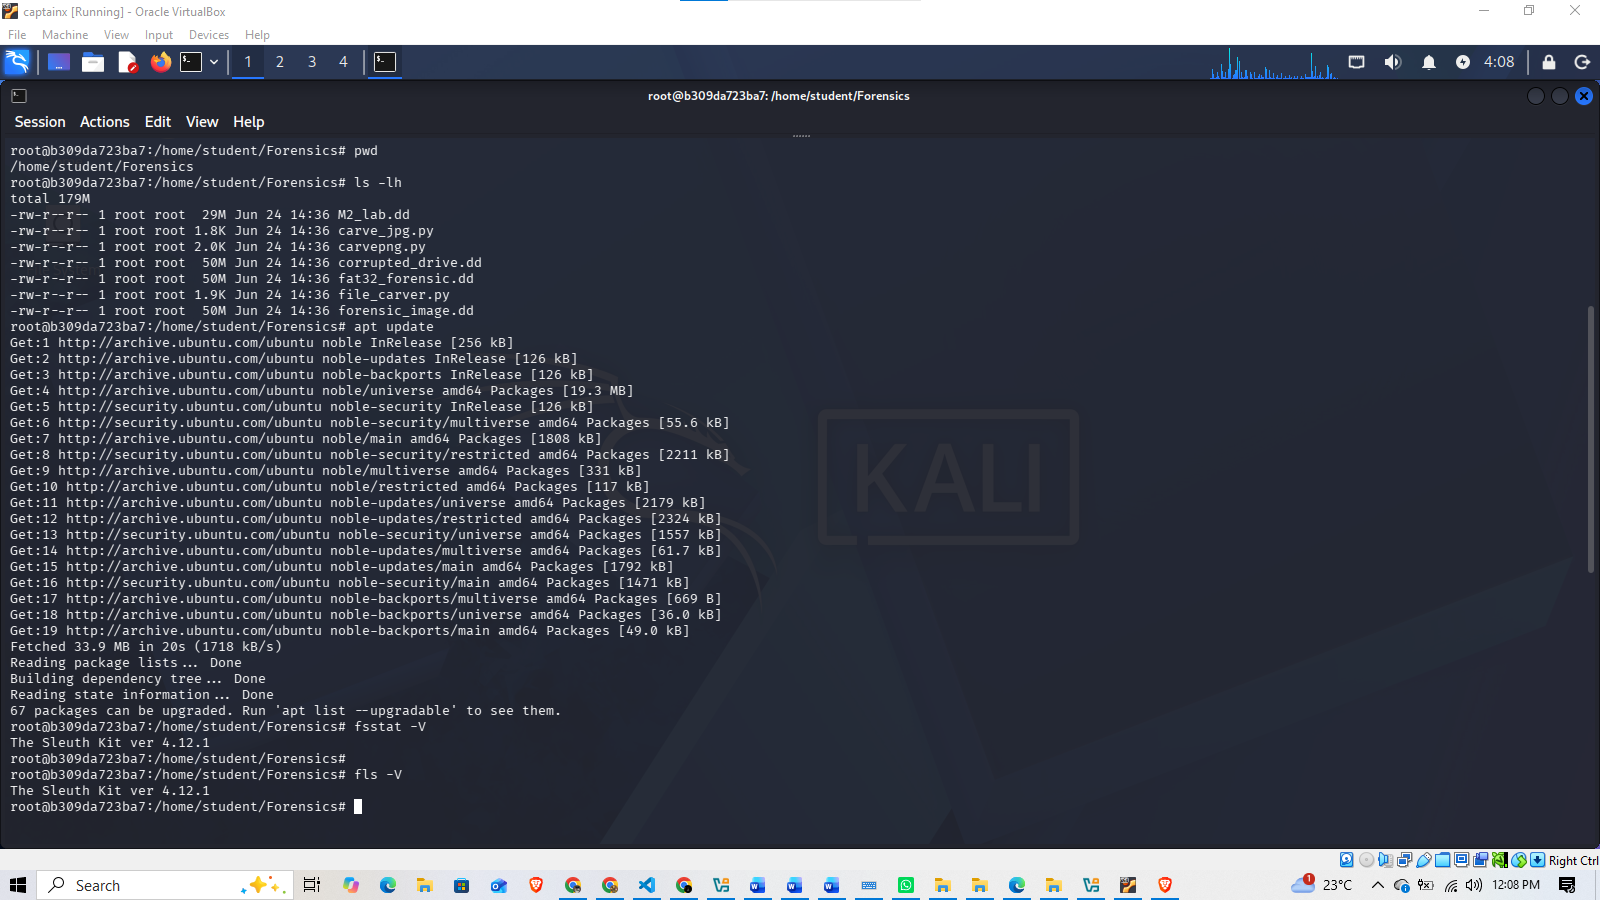 captainx [Running] - Oracle VirtualBox
File Machine View Input Devices Help
1 2 3 4 4:08
root@b309da723ba7: /home/student/Forensics
Session Actions Edit View Help
root@b309da723ba7:/home/student/Forensics# pwd
/home/student/Forensics
root@b309da723ba7:/home/student/Forensics# ls -lh
total 179M
-rw-r--r-- 1 root root  29M Jun 24 14:36 M2_lab.dd
-rw-r--r-- 1 root root 1.8K Jun 24 14:36 carve_jpg.py
-rw-r--r-- 1 root root 2.0K Jun 24 14:36 carvepng.py
-rw-r--r-- 1 root root  50M Jun 24 14:36 corrupted_drive.dd
-rw-r--r-- 1 root root  50M Jun 24 14:36 fat32_forensic.dd
-rw-r--r-- 1 root root 1.9K Jun 24 14:36 file_carver.py
-rw-r--r-- 1 root root  50M Jun 24 14:36 forensic_image.dd
root@b309da723ba7:/home/student/Forensics# apt update
Get:1 http://archive.ubuntu.com/ubuntu noble InRelease [256 kB]
Get:2 http://archive.ubuntu.com/ubuntu noble-updates InRelease [126 kB]
Get:3 http://archive.ubuntu.com/ubuntu noble-backports InRelease [126 kB]
Get:4 http://archive.ubuntu.com/ubuntu noble/universe amd64 Packages [19.3 MB]
Get:5 http://security.ubuntu.com/ubuntu noble-security InRelease [126 kB]
Get:6 http://security.ubuntu.com/ubuntu noble-security/multiverse amd64 Packages [55.6 kB]
Get:7 http://archive.ubuntu.com/ubuntu noble/main amd64 Packages [1808 kB]
Get:8 http://security.ubuntu.com/ubuntu noble-security/restricted amd64 Packages [2211 kB]
Get:9 http://archive.ubuntu.com/ubuntu noble/multiverse amd64 Packages [331 kB]
Get:10 http://archive.ubuntu.com/ubuntu noble/restricted amd64 Packages [117 kB]
Get:11 http://archive.ubuntu.com/ubuntu noble-updates/universe amd64 Packages [2179 kB]
Get:12 http://archive.ubuntu.com/ubuntu noble-updates/restricted amd64 Packages [2324 kB]
Get:13 http://security.ubuntu.com/ubuntu noble-security/universe amd64 Packages [1557 kB]
Get:14 http://archive.ubuntu.com/ubuntu noble-updates/multiverse amd64 Packages [61.7 kB]
Get:15 http://archive.ubuntu.com/ubuntu noble-updates/main amd64 Packages [1792 kB]
Get:16 http://security.ubuntu.com/ubuntu noble-security/main amd64 Packages [1471 kB]
Get:17 http://archive.ubuntu.com/ubuntu noble-backports/multiverse amd64 Packages [669 B]
Get:18 http://archive.ubuntu.com/ubuntu noble-backports/universe amd64 Packages [36.0 kB]
Get:19 http://archive.ubuntu.com/ubuntu noble-backports/main amd64 Packages [49.0 kB]
Fetched 33.9 MB in 20s (1718 kB/s)
Reading package lists... Done
Building dependency tree... Done
Reading state information... Done
67 packages can be upgraded. Run 'apt list --upgradable' to see them.
root@b309da723ba7:/home/student/Forensics# fsstat -V
The Sleuth Kit ver 4.12.1
root@b309da723ba7:/home/student/Forensics#
root@b309da723ba7:/home/student/Forensics# fls -V
The Sleuth Kit ver 4.12.1
root@b309da723ba7:/home/student/Forensics#
KALI
Right Ctrl
Search 1 23°C 12:08 PM